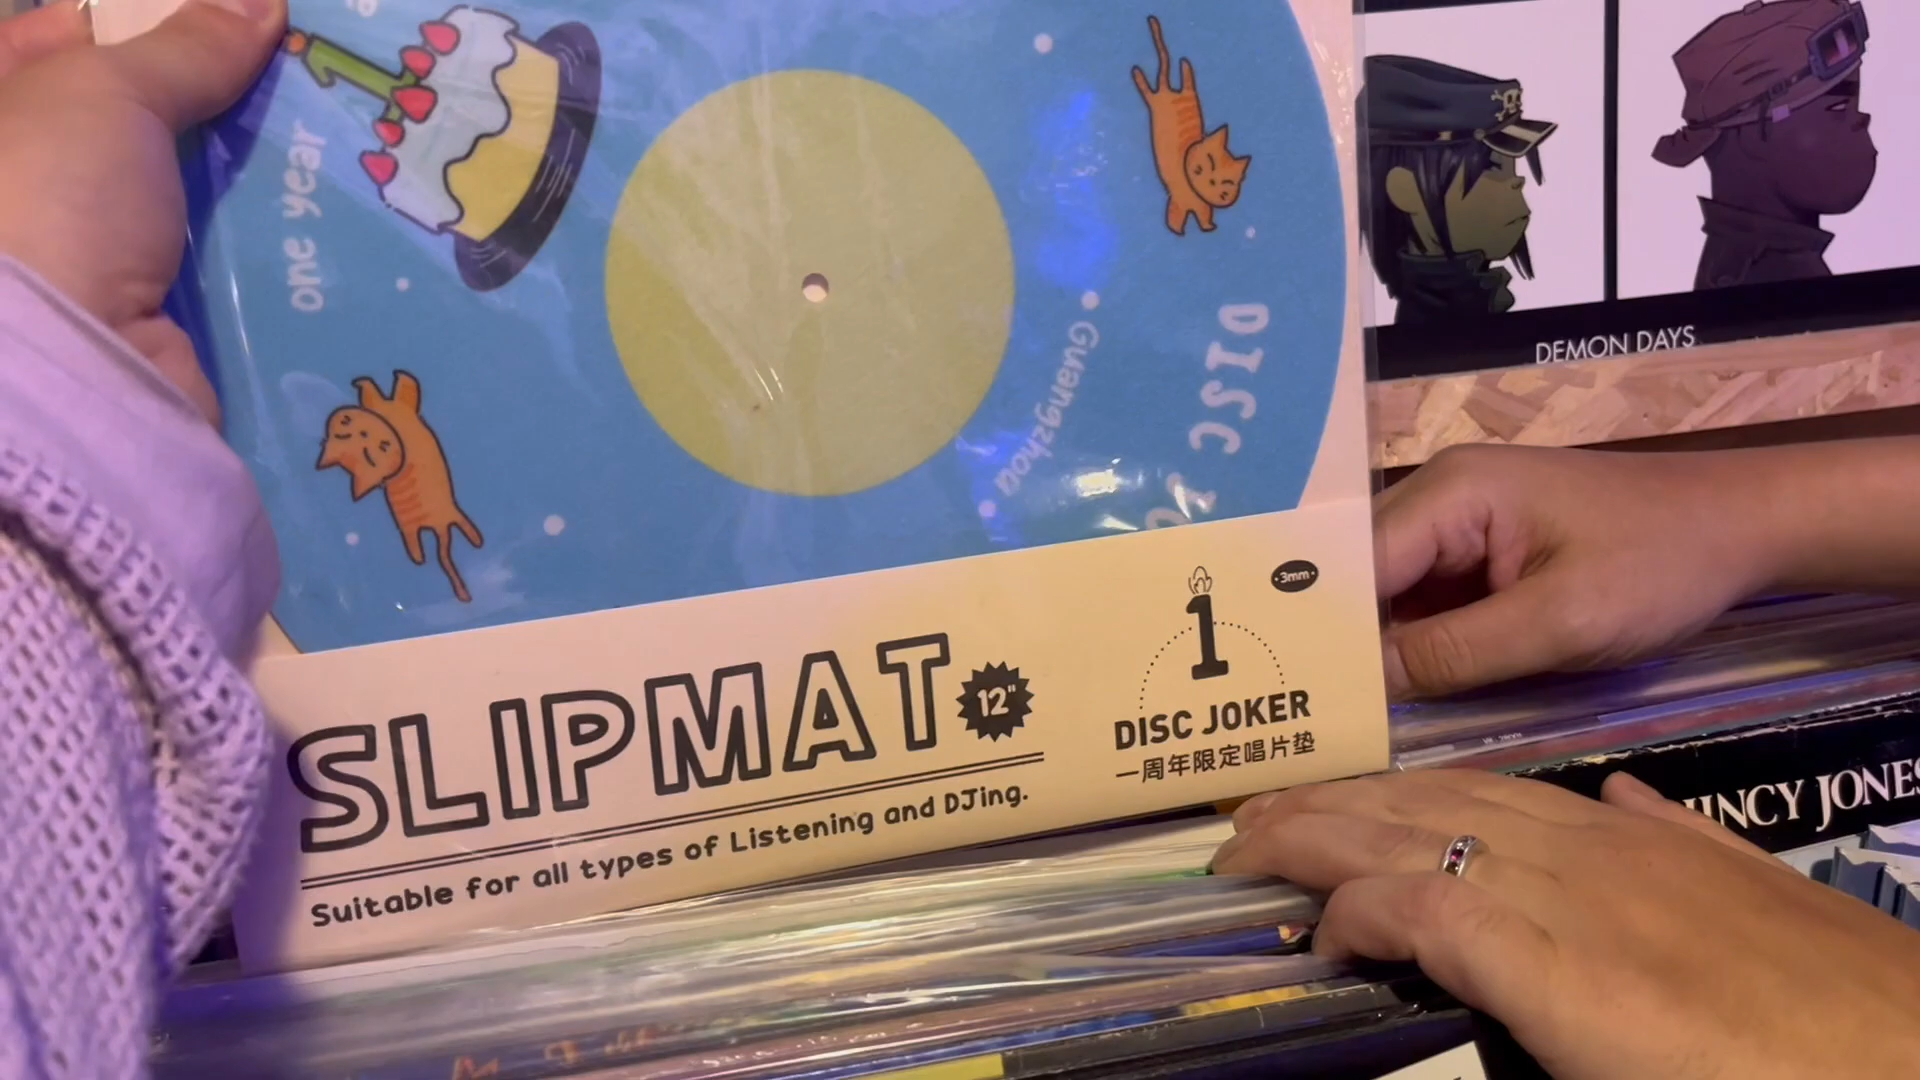 one year
Guangzhou
DISC JO
3mm
1
SLIPMAT
12"
DISC JOKER
一周年限定唱片垫
Suitable for all types of Listening and DJing.
DEMON DAYS
JONES